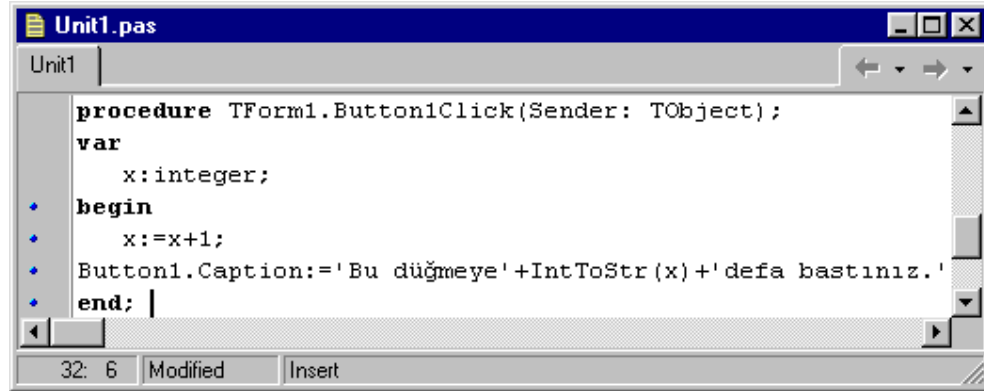 Unit1.pas
Unit1
procedure TForm1.Button1Click(Sender: TObject);
var
x:integer;
begin
x:=x+1;
Button1.Caption:='Bu düğmeye'+IntToStr(x)+'defa bastınız.'
end;
32: 6 Modified Insert